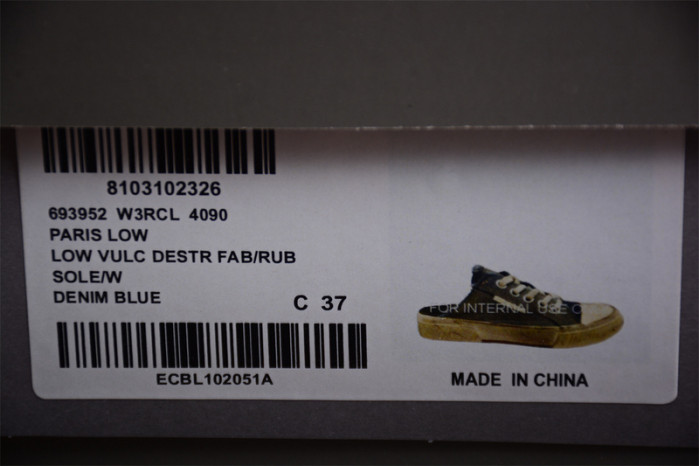 8103102326
693952 W3RCL 4090
PARIS LOW
LOW VULC DESTR FAB/RUB
SOLE/W
DENIM BLUE
C 37
FOR INTERNAL USE O
ECBL102051A
MADE IN CHINA